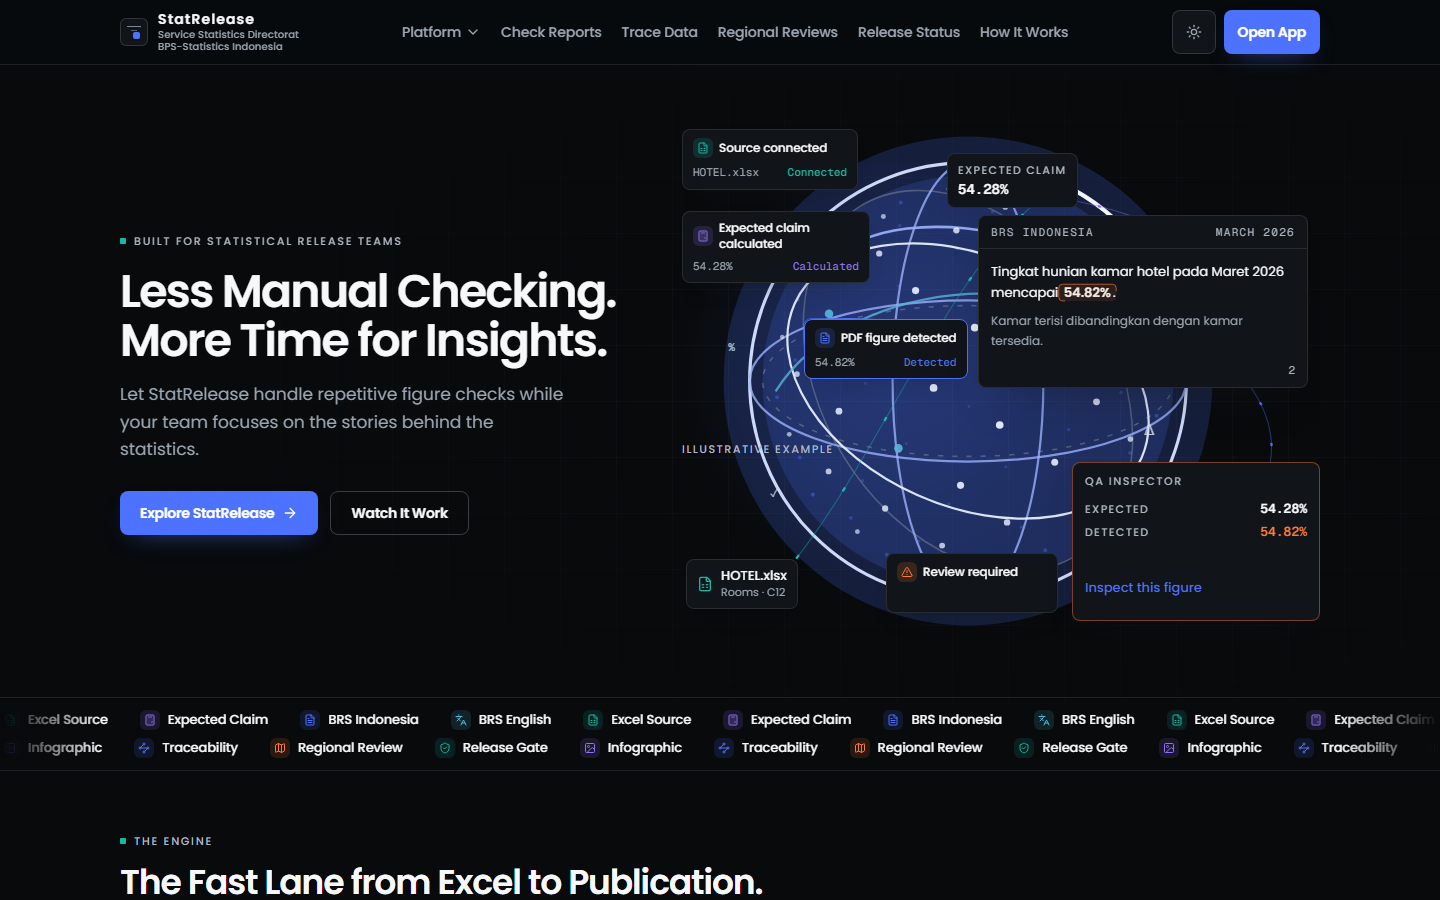 StatRelease
Service Statistics Directorat
BPS-Statistics Indonesia
Platform
Check Reports
Trace Data
Regional Reviews
Release Status
How It Works
Open App
BUILT FOR STATISTICAL RELEASE TEAMS
Less Manual Checking.
More Time for Insights.
Let StatRelease handle repetitive figure checks while
your team focuses on the stories behind the
statistics.
Explore StatRelease
Watch It Work
Source connected
HOTEL.xlsx Connected
Expected claim
calculated
54.28% Calculated
EXPECTED CLAIM
54.28%
BRS INDONESIA MARCH 2026
Tingkat hunian kamar hotel pada Maret 2026
mencapai 54.82%.
Kamar terisi dibandingkan dengan kamar
tersedia.
2
PDF figure detected
54.82% Detected
%
ILLUSTRATIVE EXAMPLE
QA INSPECTOR
EXPECTED 54.28%
DETECTED 54.82%
Inspect this figure
HOTEL.xlsx
Rooms · C12
Review required
Excel Source Expected Claim BRS Indonesia BRS English Excel Source Expected Claim BRS Indonesia BRS English Excel Source Expected Claim
Infographic Traceability Regional Review Release Gate Infographic Traceability Regional Review Release Gate Infographic Traceability
THE ENGINE
The Fast Lane from Excel to Publication.